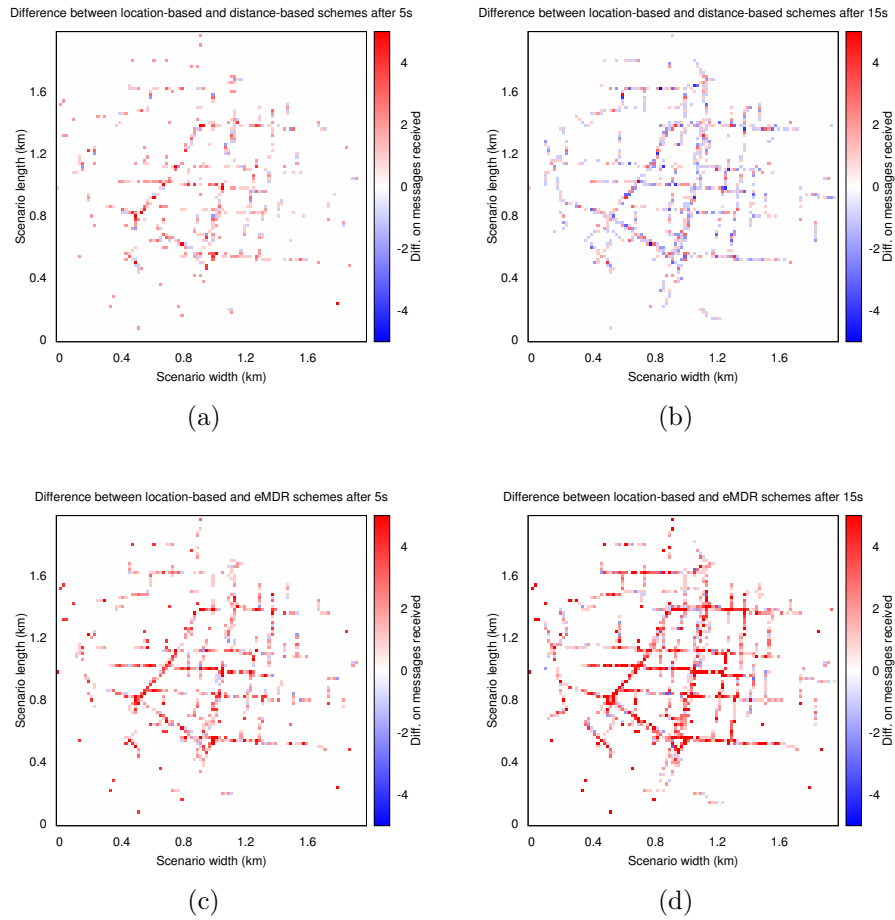 Difference between location-based and distance-based schemes after 5s
Scenario length (km)
1.6
1.2
0.8
0.4
0
0 0.4 0.8 1.2 1.6
Scenario width (km)
4
2
0
-2
-4
Diff. on messages received
(a)
Difference between location-based and distance-based schemes after 15s
Scenario length (km)
1.6
1.2
0.8
0.4
0
0 0.4 0.8 1.2 1.6
Scenario width (km)
4
2
0
-2
-4
Diff. on messages received
(b)
Difference between location-based and eMDR schemes after 5s
Scenario length (km)
1.6
1.2
0.8
0.4
0
0 0.4 0.8 1.2 1.6
Scenario width (km)
4
2
0
-2
-4
Diff. on messages received
(c)
Difference between location-based and eMDR schemes after 15s
Scenario length (km)
1.6
1.2
0.8
0.4
0
0 0.4 0.8 1.2 1.6
Scenario width (km)
4
2
0
-2
-4
Diff. on messages received
(d)